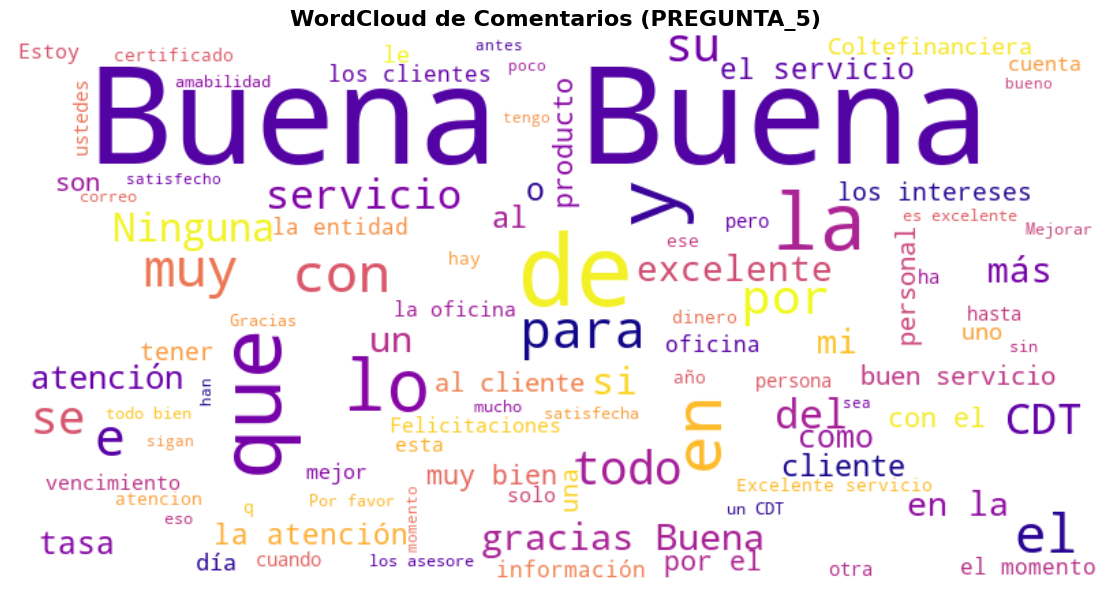 WordCloud de Comentarios (PREGUNTA_5)
Estoy
certificado
le
antes
su
Coltefinanciera
amabilidad
los clientes
poco
el servicio
cuenta
bueno
Buena Buena
ustedes
tengo
producto
son
satisfecho
correo
servicio
o
y
los intereses
Ninguna
la entidad
al
pero
la
es excelente
Mejorar
ese
muy
con
hay
de
excelente
por
personal
ha
más
la oficina
Gracias
para
dinero
hasta
tener
que
un
oficina
mi
uno
sin
atención
lo
al cliente
si
año
persona
buen servicio
han
se
e
todo bien
sigan
mucho
satisfecha
Felicitaciones
esta
en
del
sea
como
con el
CDT
vencimiento
mejor
muy bien
solo
una
todo
cliente
Excelente servicio
atencion
q
Por favor
momento
un CDT
en la
eso
tasa
la atención
gracias Buena
el
día
cuando
los asesore
información
por el
otra
el momento